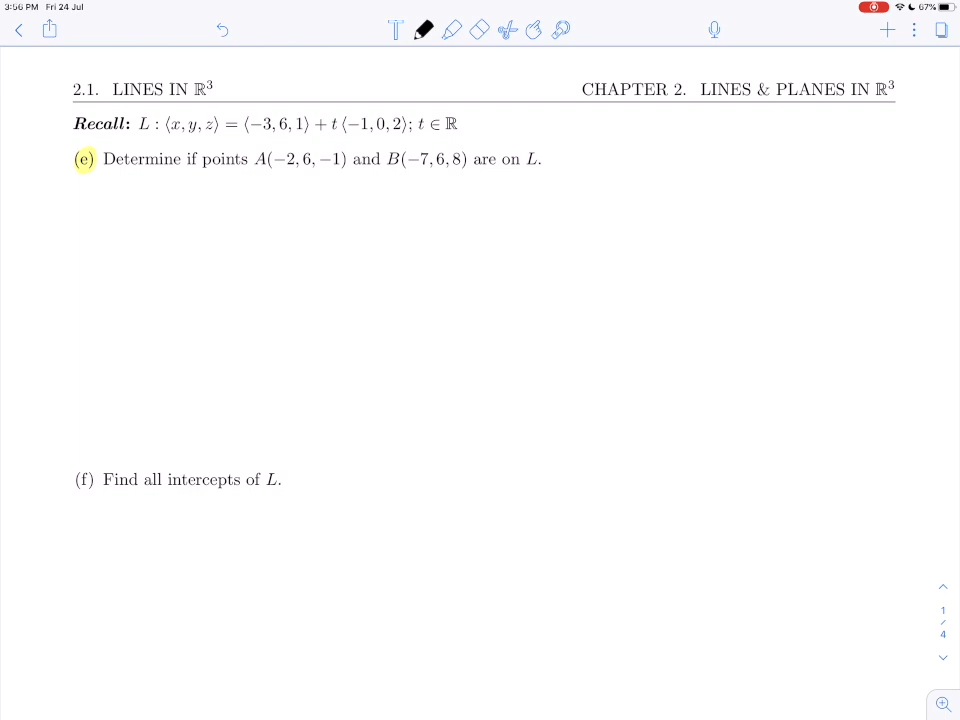 3:56 PM Fri 24 Jul
67%
2.1. LINES IN ℝ³ CHAPTER 2. LINES & PLANES IN ℝ³
Recall: L : ⟨x, y, z⟩ = ⟨−3, 6, 1⟩ + t ⟨−1, 0, 2⟩; t ∈ ℝ
(e) Determine if points A(−2, 6, −1) and B(−7, 6, 8) are on L.
(f) Find all intercepts of L.
1
/
4